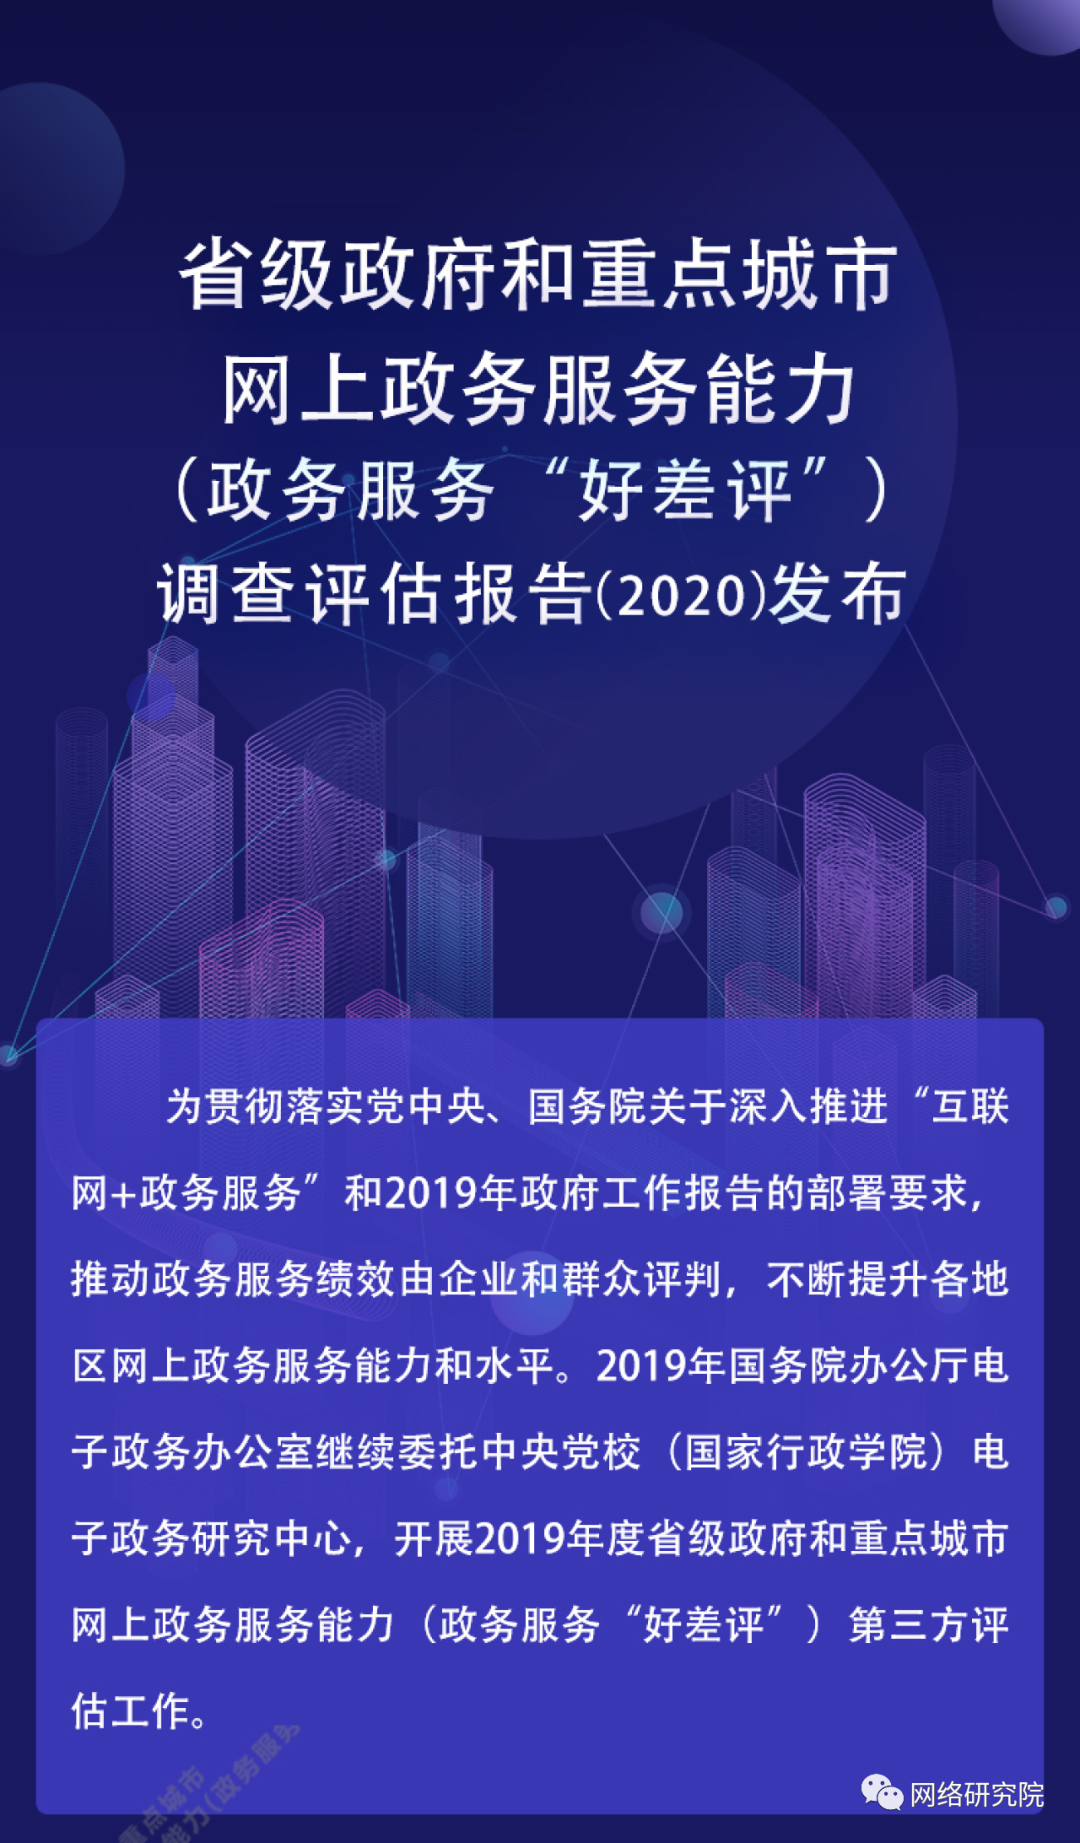 省级政府和重点城市
网上政务服务能力
（政务服务“好差评”）
调查评估报告(2020)发布
为贯彻落实党中央、国务院关于深入推进“互联
网+政务服务”和2019年政府工作报告的部署要求，
推动政务服务绩效由企业和群众评判，不断提升各地
区网上政务服务能力和水平。2019年国务院办公厅电
子政务办公室继续委托中央党校（国家行政学院）电
子政务研究中心，开展2019年度省级政府和重点城市
网上政务服务能力（政务服务“好差评”）第三方评
估工作。
重点城市
能力(政务服务
网络研究院